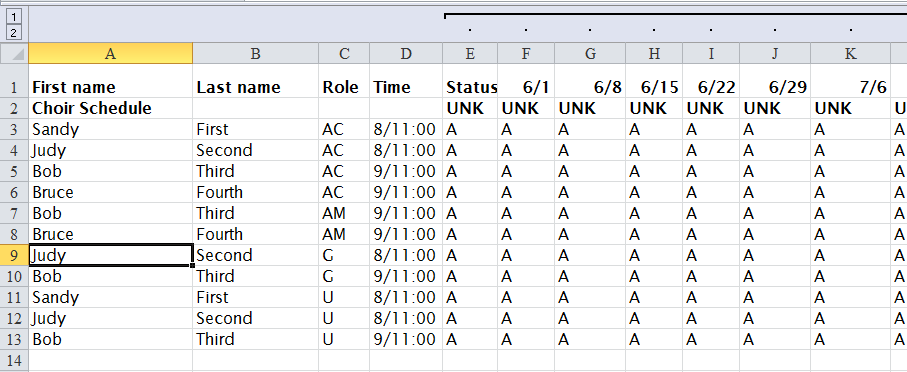 1
2
A B C D E F G H I J K
1 First name Last name Role Time Status 6/1 6/8 6/15 6/22 6/29 7/6
2 Choir Schedule UNK UNK UNK UNK UNK UNK UNK U
3 Sandy First AC 8/11:00 A A A A A A A A
4 Judy Second AC 8/11:00 A A A A A A A A
5 Bob Third AC 9/11:00 A A A A A A A A
6 Bruce Fourth AC 9/11:00 A A A A A A A A
7 Bob Third AM 9/11:00 A A A A A A A A
8 Bruce Fourth AM 9/11:00 A A A A A A A A
9 Judy Second G 8/11:00 A A A A A A A A
10 Bob Third G 9/11:00 A A A A A A A A
11 Sandy First U 8/11:00 A A A A A A A A
12 Judy Second U 8/11:00 A A A A A A A A
13 Bob Third U 9/11:00 A A A A A A A A
14